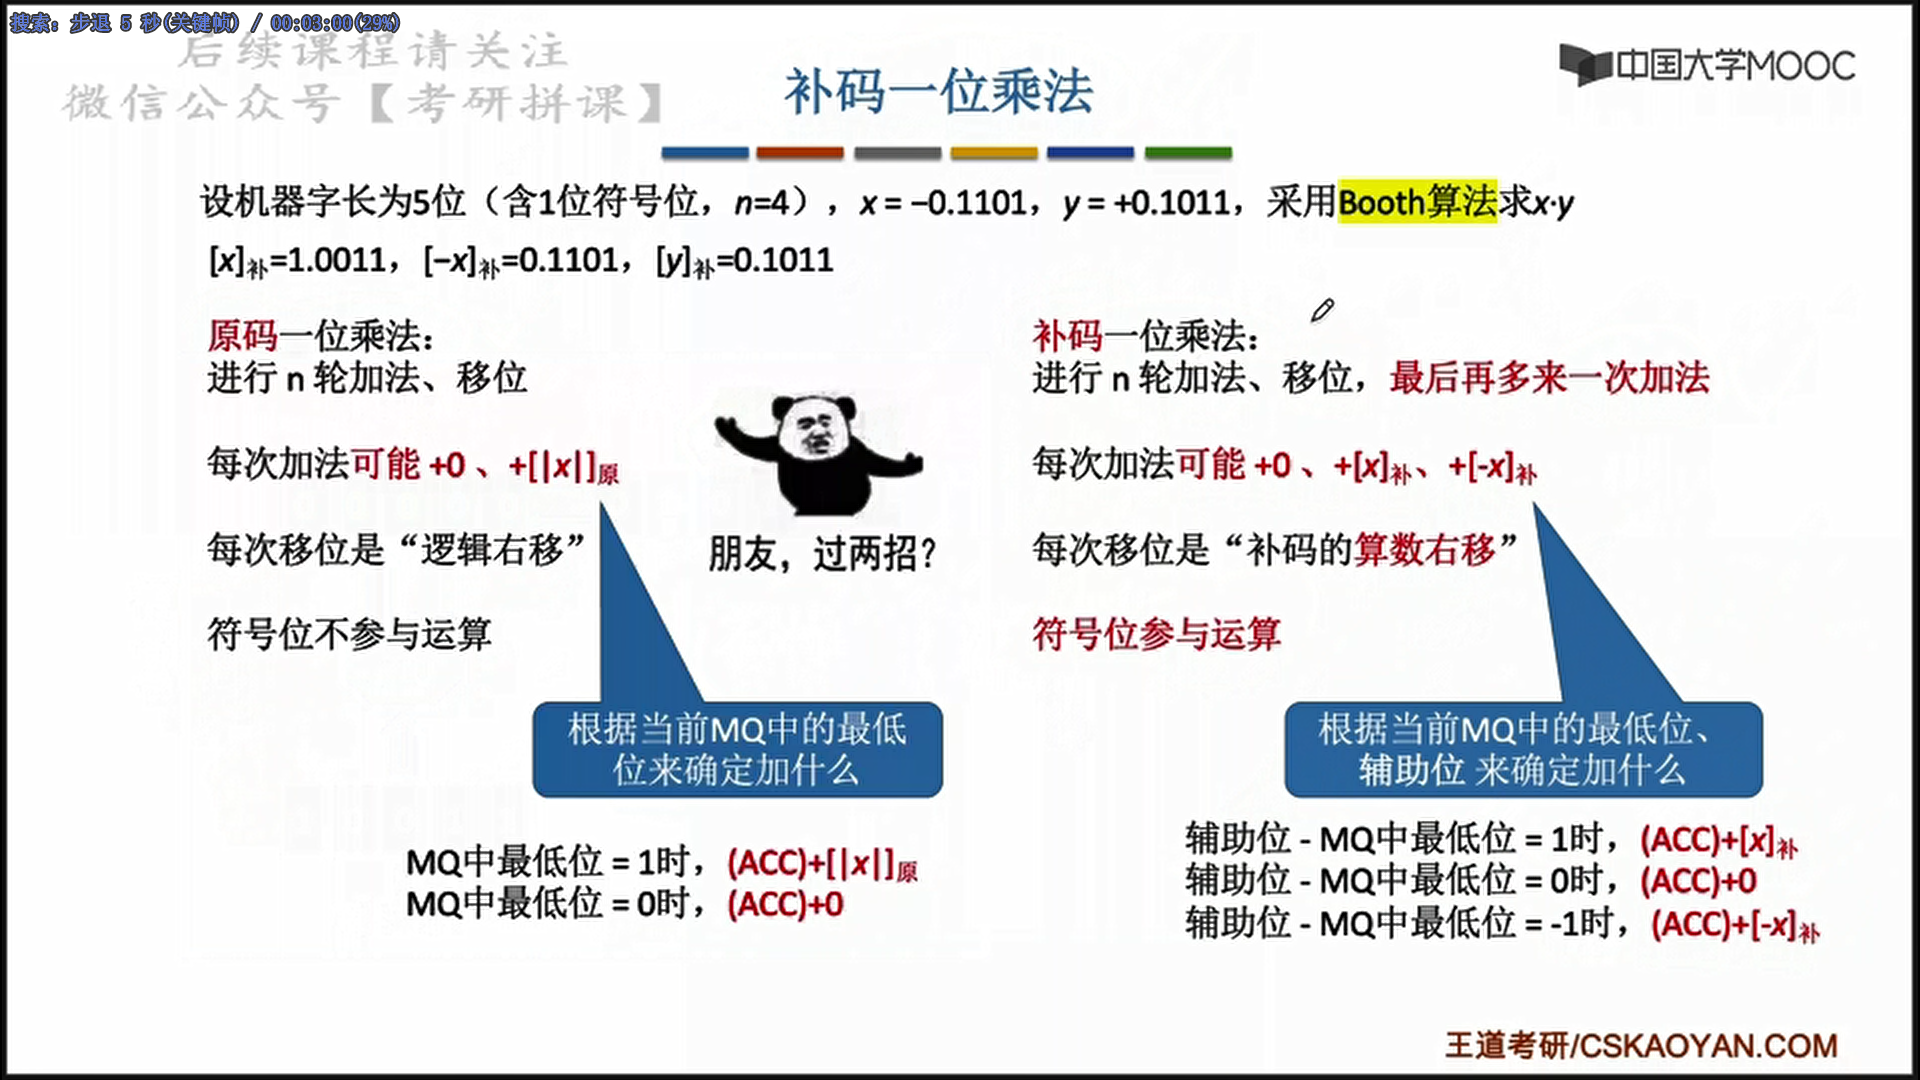 搜索: 步退 5 秒(关键帧) / 00:03:00(29%)
后续课程请关注
微信公众号【考研拼课】
中国大学MOOC
补码一位乘法
设机器字长为5位（含1位符号位，n=4），x = −0.1101，y = +0.1011，采用Booth算法求x·y
[x]补=1.0011，[−x]补=0.1101，[y]补=0.1011
原码一位乘法：
进行 n 轮加法、移位
每次加法可能 +0 、+[|x|]原
每次移位是“逻辑右移”
符号位不参与运算
根据当前MQ中的最低
位来确定加什么
MQ中最低位 = 1时，(ACC)+[|x|]原
MQ中最低位 = 0时，(ACC)+0
朋友，过两招？
补码一位乘法：
进行 n 轮加法、移位，最后再多来一次加法
每次加法可能 +0 、+[x]补、+[-x]补
每次移位是“补码的算数右移”
符号位参与运算
根据当前MQ中的最低位、
辅助位 来确定加什么
辅助位 - MQ中最低位 = 1时，(ACC)+[x]补
辅助位 - MQ中最低位 = 0时，(ACC)+0
辅助位 - MQ中最低位 = -1时，(ACC)+[-x]补
王道考研/CSKAOYAN.COM